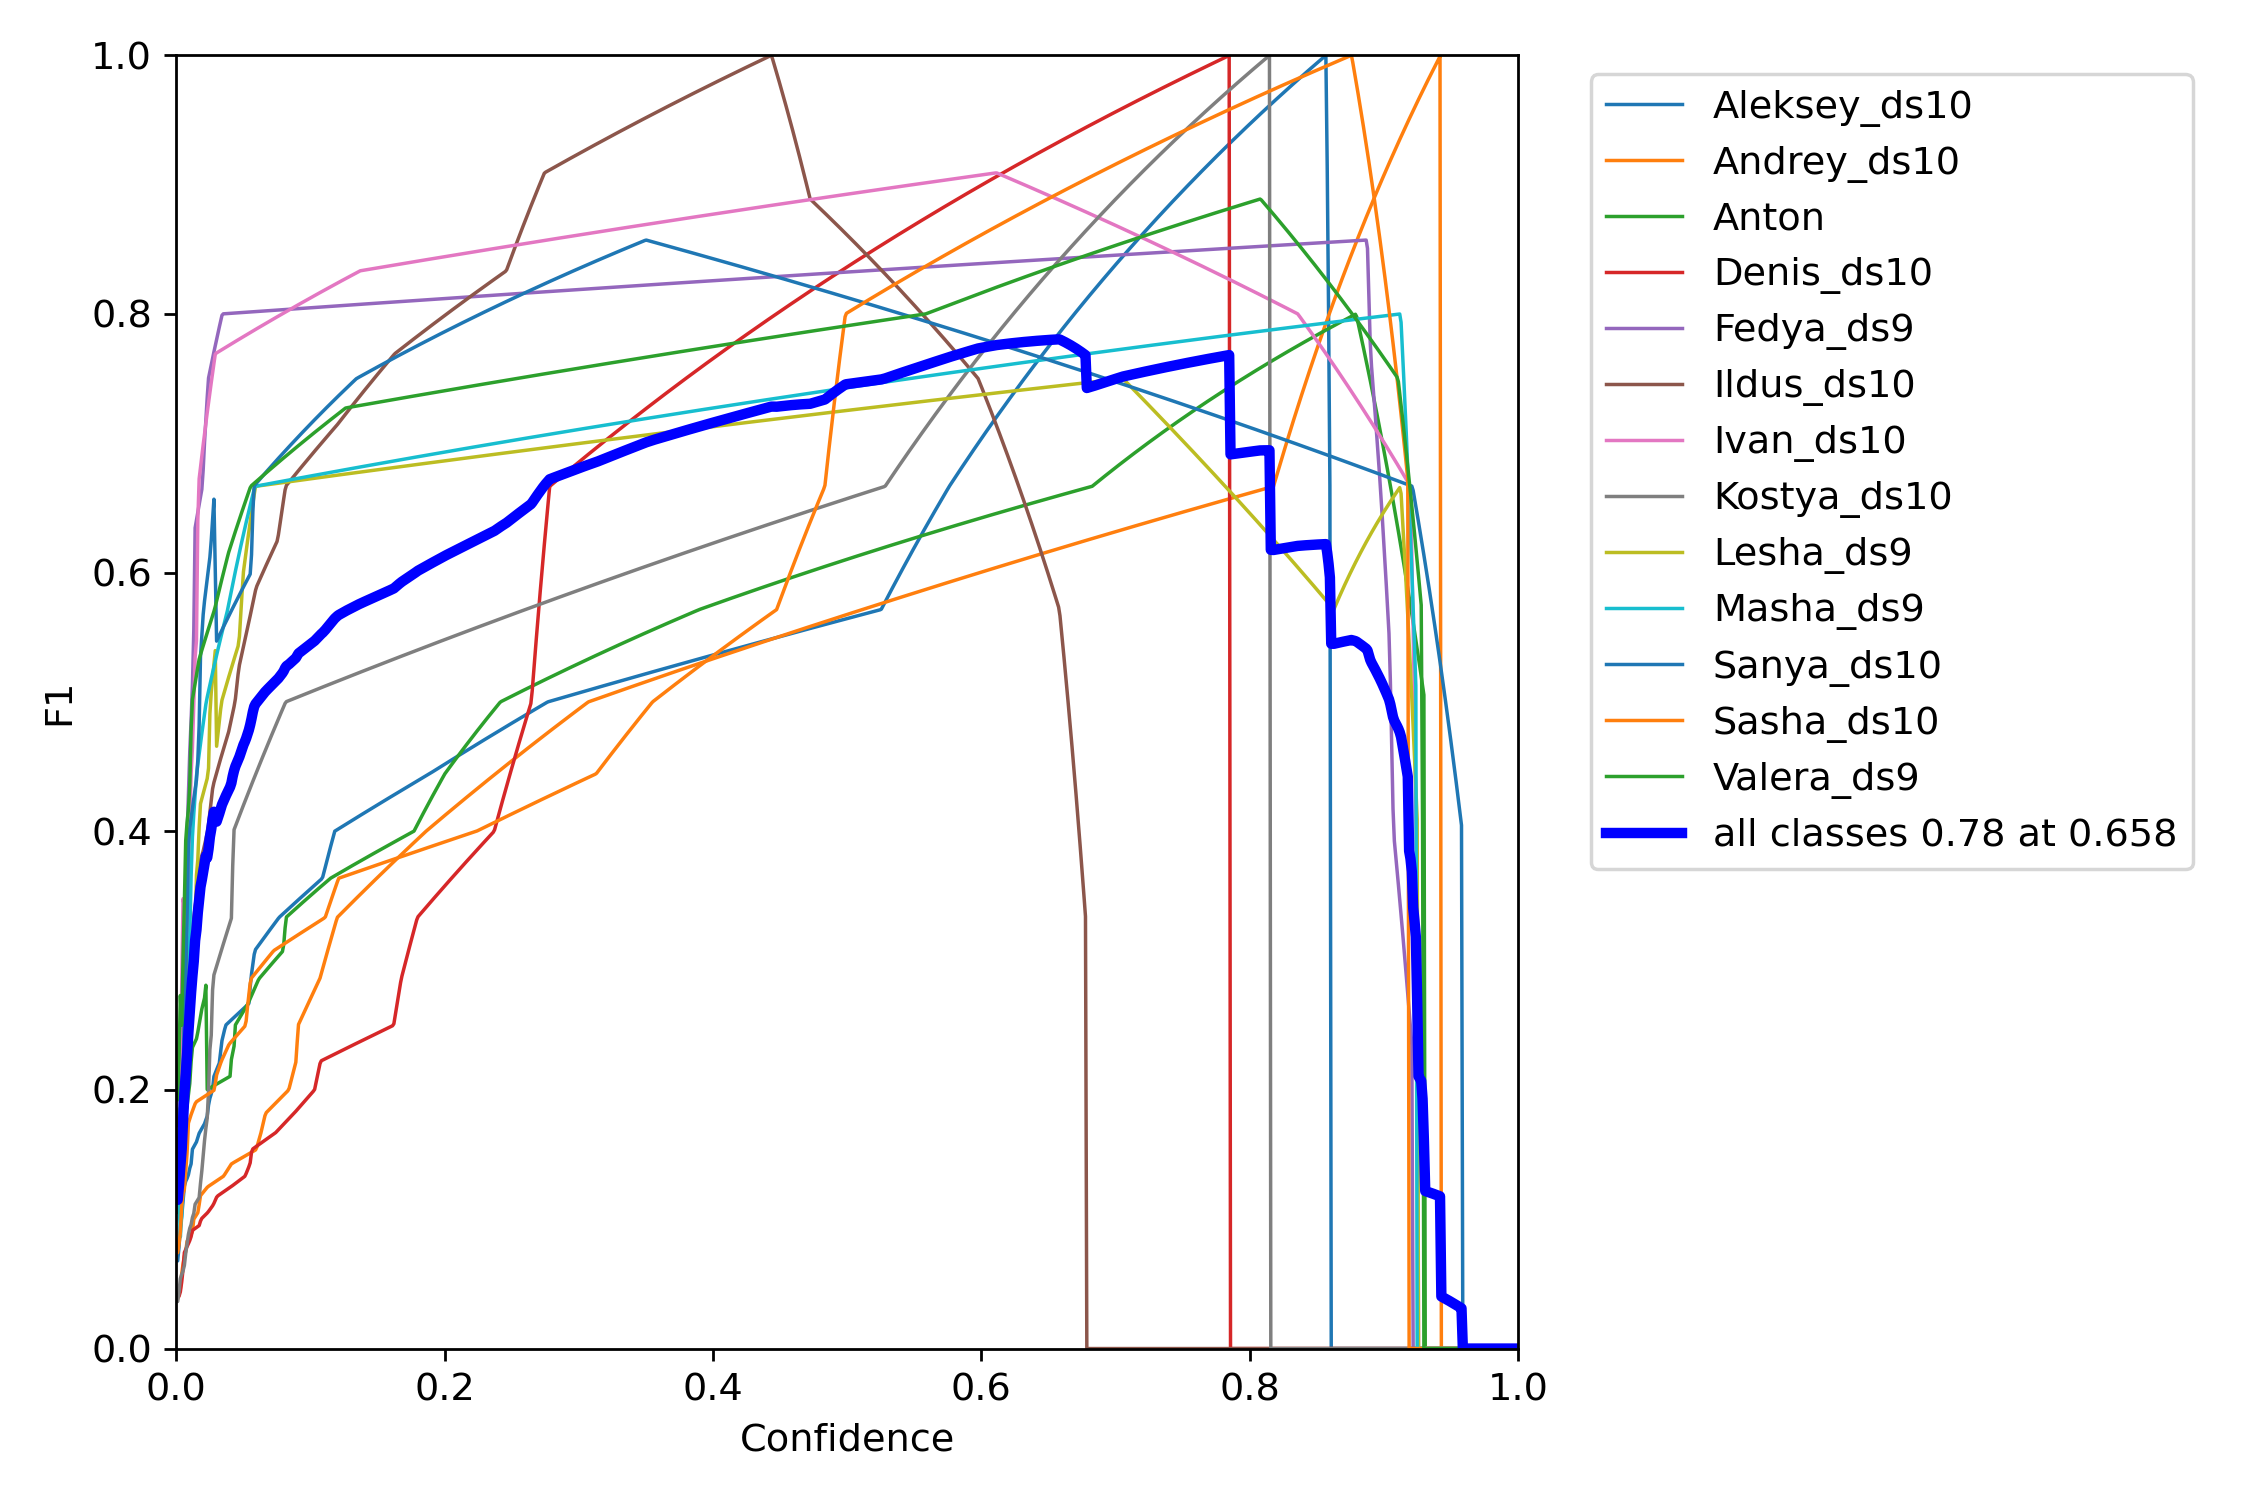 1.0
0.8
0.6
0.4
0.2
0.0
F1
0.0 0.2 0.4 0.6 0.8 1.0
Confidence
Aleksey_ds10
Andrey_ds10
Anton
Denis_ds10
Fedya_ds9
Ildus_ds10
Ivan_ds10
Kostya_ds10
Lesha_ds9
Masha_ds9
Sanya_ds10
Sasha_ds10
Valera_ds9
all classes 0.78 at 0.658